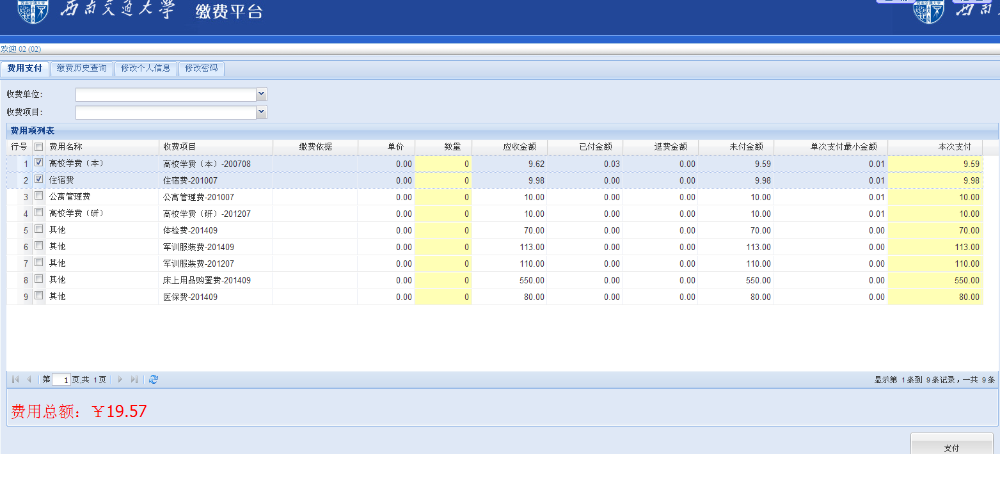 西南交通大学 缴费平台
欢迎 02 (02)
费用支付 缴费历史查询 修改个人信息 修改密码
收费单位:
收费项目:
费用项列表
行号 费用名称 收费项目 缴费依据 单价 数量 应收金额 已付金额 退费金额 未付金额 单次支付最小金额 本次支付
1 高校学费（本） 高校学费（本）-200708 0.00 0 9.62 0.03 0.00 9.59 0.01 9.59
2 住宿费 住宿费-201007 0.00 0 9.98 0.00 0.00 9.98 0.01 9.98
3 公寓管理费 公寓管理费-201007 0.00 0 10.00 0.00 0.00 10.00 0.01 10.00
4 高校学费（研） 高校学费（研）-201207 0.00 0 10.00 0.00 0.00 10.00 0.01 10.00
5 其他 体检费-201409 0.00 0 70.00 0.00 0.00 70.00 0.00 70.00
6 其他 军训服装费-201409 0.00 0 113.00 0.00 0.00 113.00 0.00 113.00
7 其他 军训服装费-201207 0.00 0 110.00 0.00 0.00 110.00 0.00 110.00
8 其他 床上用品购置费-201409 0.00 0 550.00 0.00 0.00 550.00 0.00 550.00
9 其他 医保费-201409 0.00 0 80.00 0.00 0.00 80.00 0.00 80.00
第 1 页,共 1 页 显示第 1 条到 9 条记录，一共 9 条
费用总额：￥19.57
支付